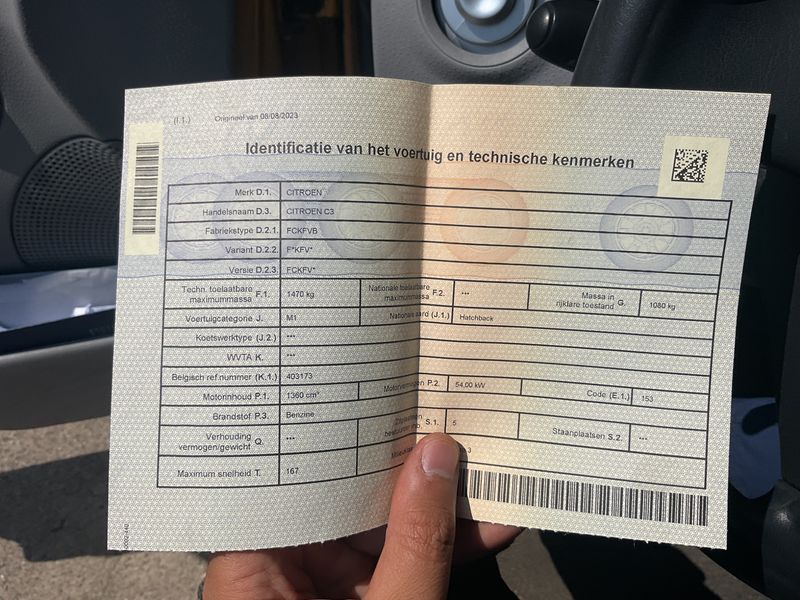 (I.1.) Origineel van 08/08/2023
Identificatie van het voertuig en technische kenmerken
Merk D.1. CITROEN
Handelsnaam D.3. CITROEN C3
Fabriekstype D.2.1. FCKFVB
Variant D.2.2. F*KFV*
Versie D.2.3. FCKFV*
Techn. toelaatbare maximummassa F.1. 1470 kg Nationale toelaatbare maximummassa F.2. --- Massa in rijklare toestand G. 1080 kg
Voertuigcategorie J. M1 Nationale aard (J.1.) Hatchback
Koetswerktype (J.2.) ---
WVTA K. ---
Belgisch ref nummer (K.1.) 403173
Motorinhoud P.1. 1360 cm³ Motorvermogen P.2. 54,00 kW Code (E.1.) 153
Brandstof P.3. Benzine
Verhouding vermogen/gewicht Q. --- Zitplaatsen bestuurder inb. S.1. 5 Staanplaatsen S.2. ---
Maximum snelheid T. 167